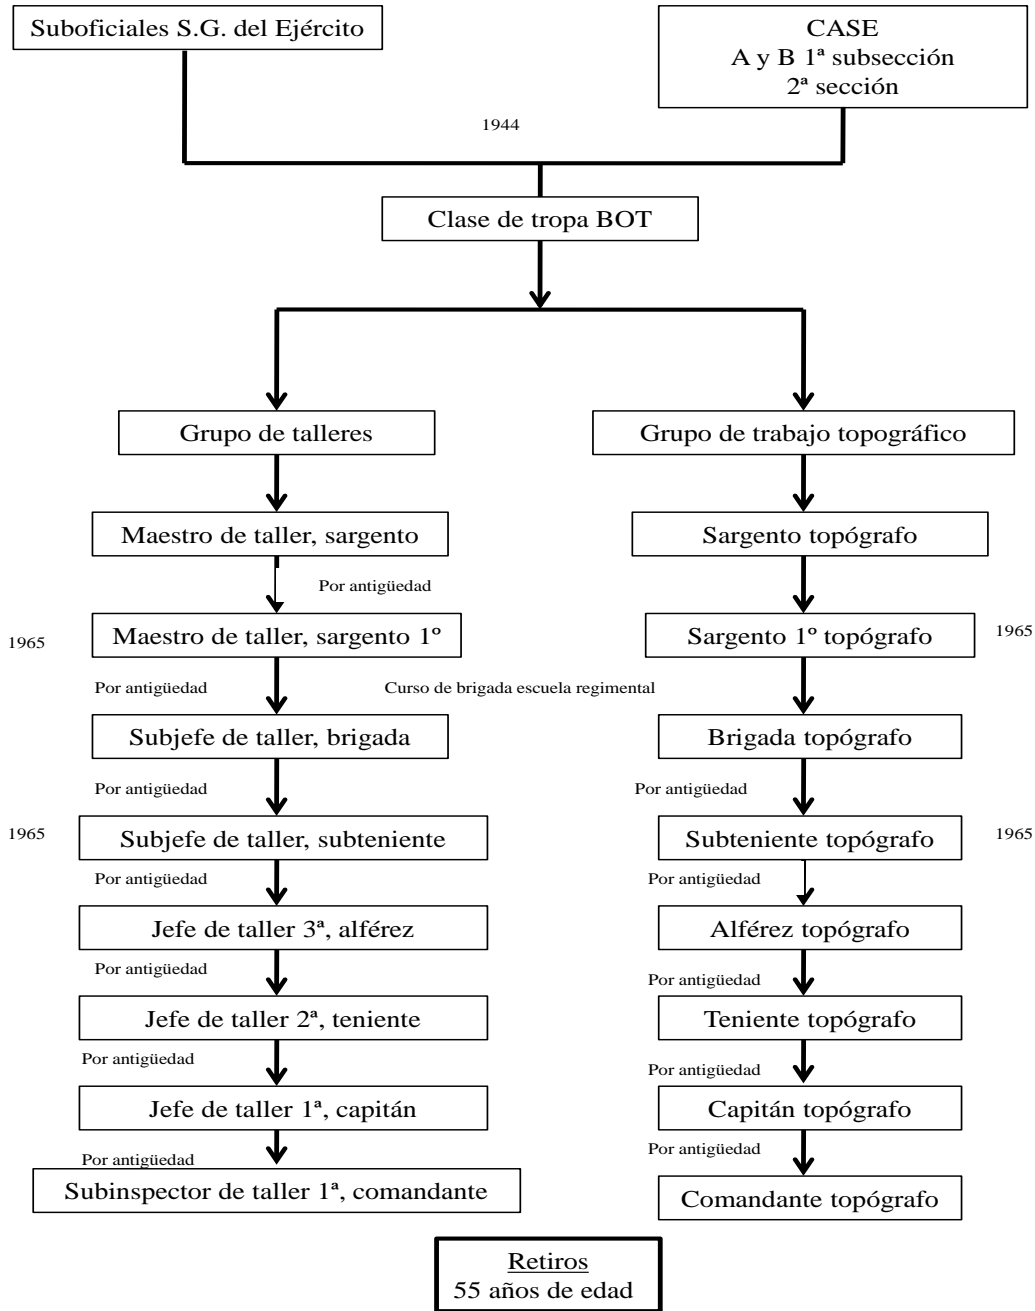 Suboficiales S.G. del Ejército
CASE
A y B 1ª subsección
2ª sección
1944
Clase de tropa BOT
Grupo de talleres
Grupo de trabajo topográfico
Maestro de taller, sargento
Sargento topógrafo
Por antigüedad
1965
Maestro de taller, sargento 1º
Sargento 1º topógrafo
1965
Por antigüedad
Curso de brigada escuela regimental
Subjefe de taller, brigada
Brigada topógrafo
Por antigüedad
Por antigüedad
1965
Subjefe de taller, subteniente
Subteniente topógrafo
1965
Por antigüedad
Por antigüedad
Jefe de taller 3ª, alférez
Alférez topógrafo
Por antigüedad
Por antigüedad
Jefe de taller 2ª, teniente
Teniente topógrafo
Por antigüedad
Por antigüedad
Jefe de taller 1ª, capitán
Capitán topógrafo
Por antigüedad
Por antigüedad
Subinspector de taller 1ª, comandante
Comandante topógrafo
Retiros
55 años de edad